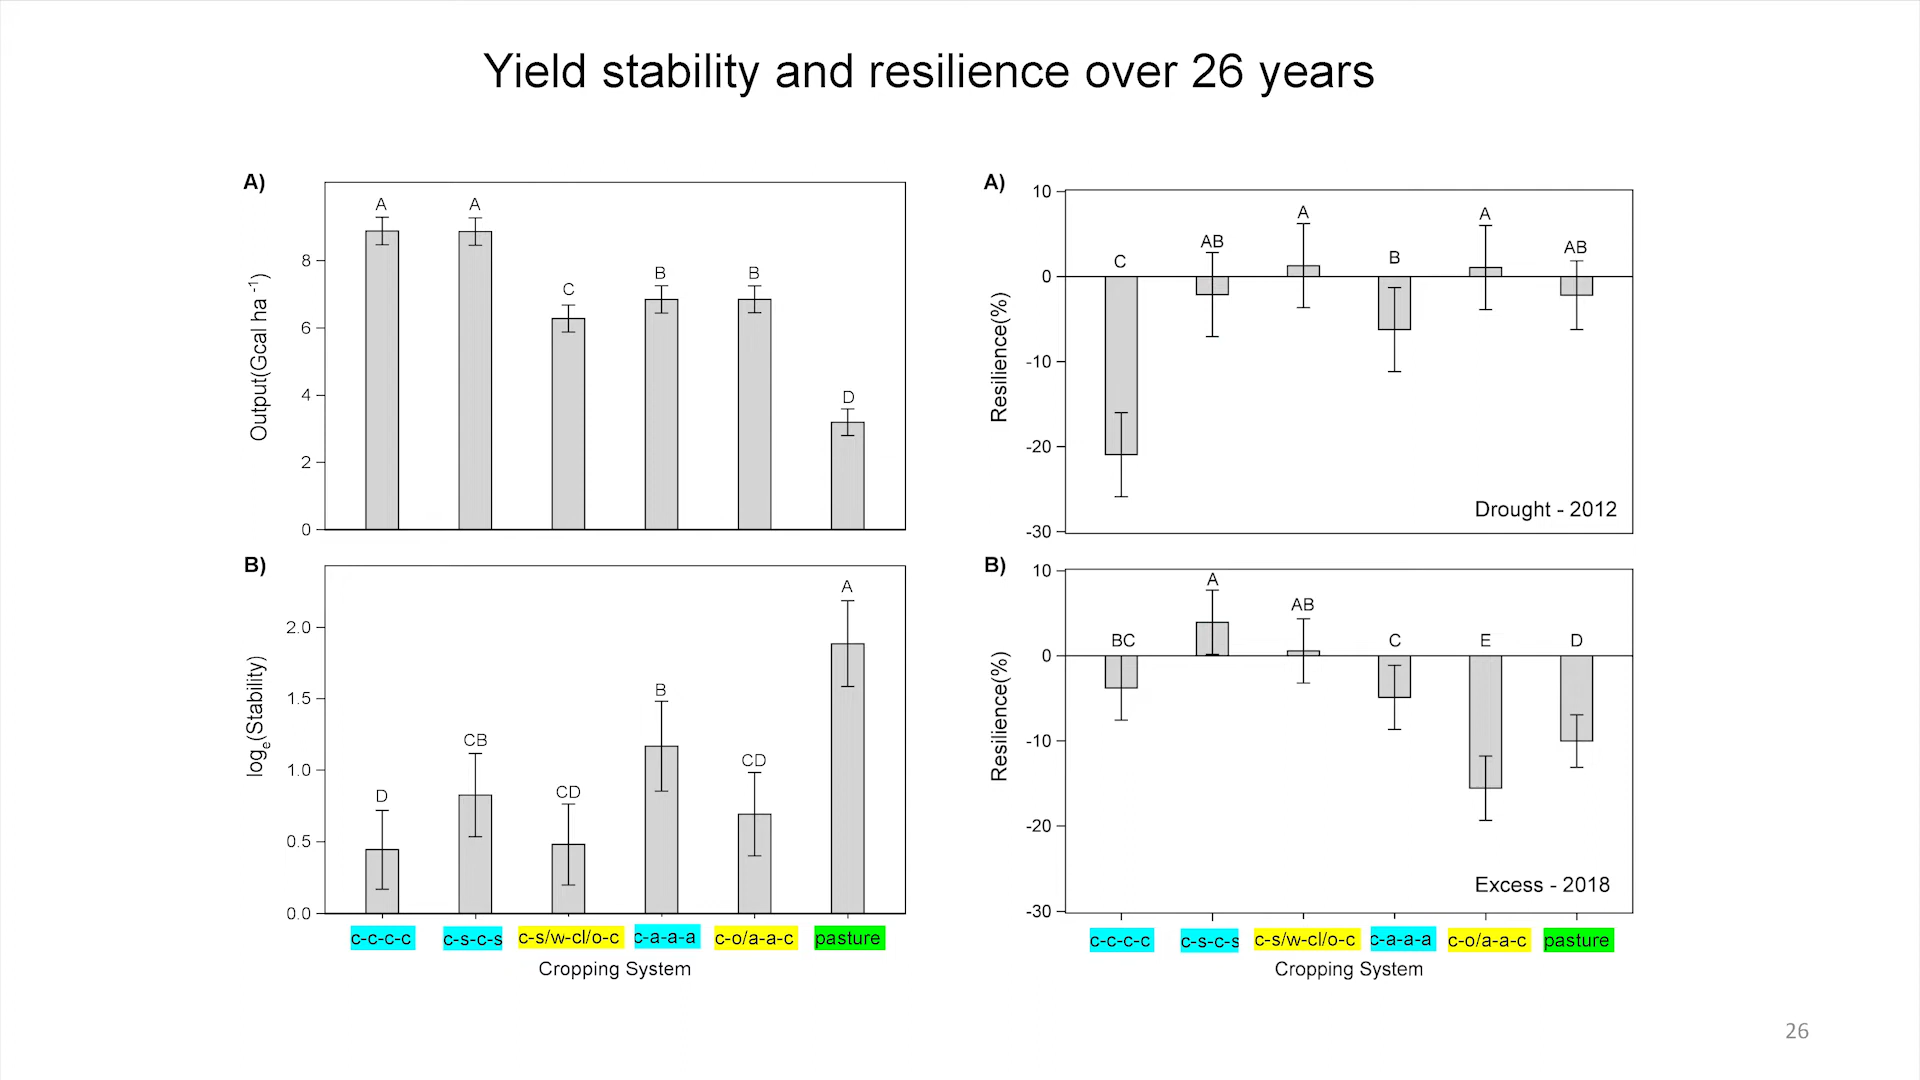 Yield stability and resilience over 26 years
A)
Output(Gcal ha -1)
8
6
4
2
0
A
A
C
B
B
D
B)
loge(Stability)
2.0
1.5
1.0
0.5
0.0
D
CB
CD
B
CD
A
c-c-c-c
c-s-c-s
c-s/w-cl/o-c
c-a-a-a
c-o/a-a-c
pasture
Cropping System
A)
Resilience(%)
10
0
-10
-20
-30
C
AB
A
B
A
AB
Drought - 2012
B)
Resilience(%)
10
0
-10
-20
-30
BC
A
AB
C
E
D
Excess - 2018
c-c-c-c
c-s-c-s
c-s/w-cl/o-c
c-a-a-a
c-o/a-a-c
pasture
Cropping System
26